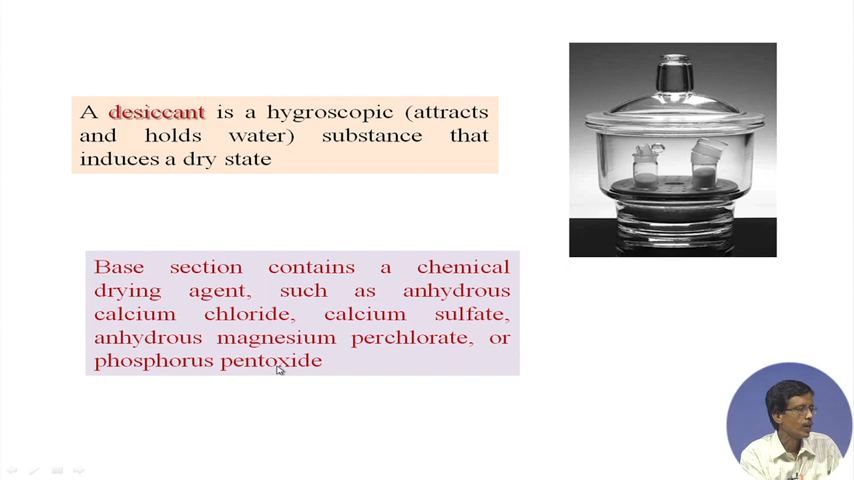 A desiccant is a hygroscopic (attracts
and holds water) substance that
induces a dry state
Base section contains a chemical
drying agent, such as anhydrous
calcium chloride, calcium sulfate,
anhydrous magnesium perchlorate, or
phosphorus pentoxide